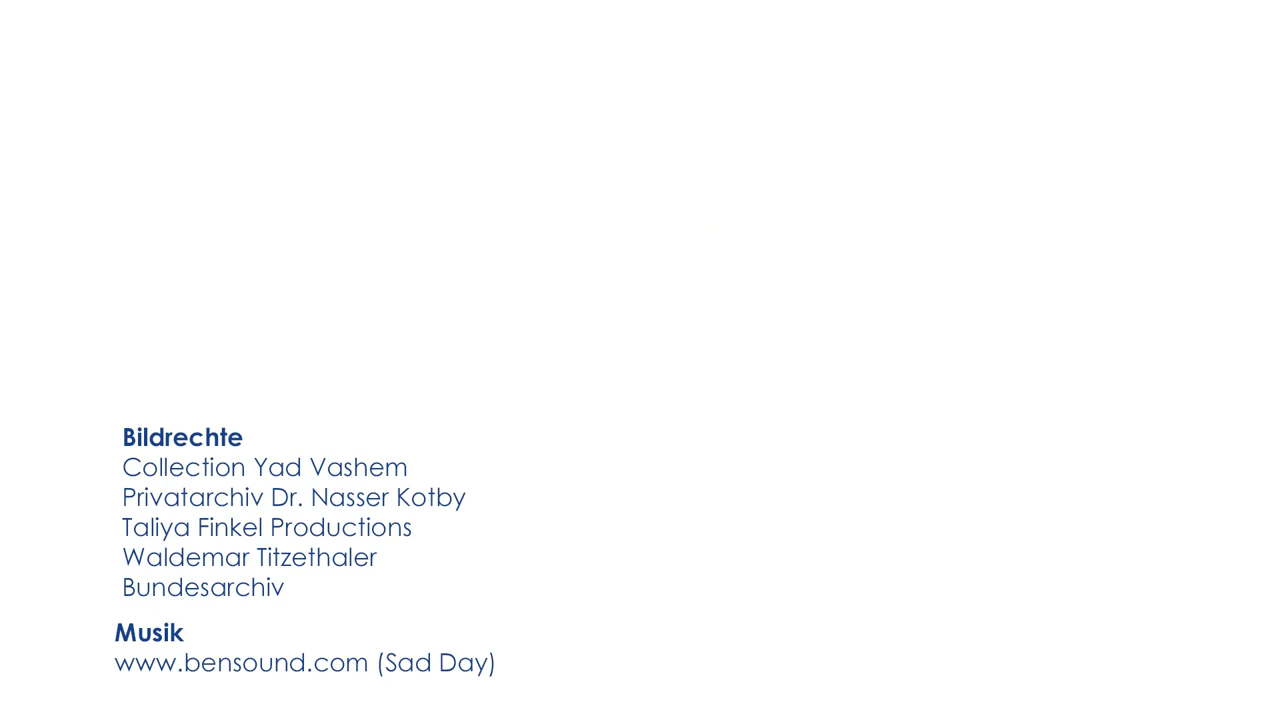 Bildrechte
Collection Yad Vashem
Privatarchiv Dr. Nasser Kotby
Taliya Finkel Productions
Waldemar Titzethaler
Bundesarchiv
Musik
www.bensound.com (Sad Day)